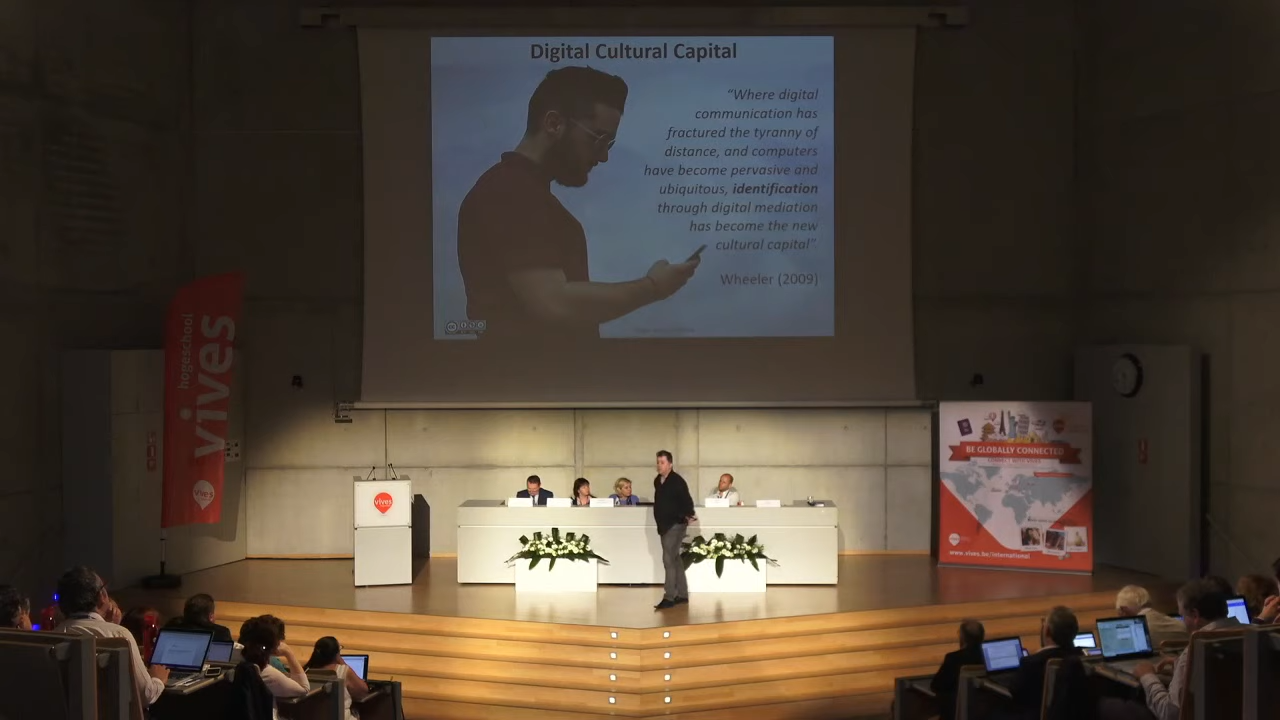 Digital Cultural Capital
“Where digital
communication has
fractured the tyranny of
distance, and computers
have become pervasive and
ubiquitous, identification
through digital mediation
has become the new
cultural capital”.
Wheeler (2009)
hogeschool
vives
vives
vives
BE GLOBALLY CONNECTED
www.vives.be/international